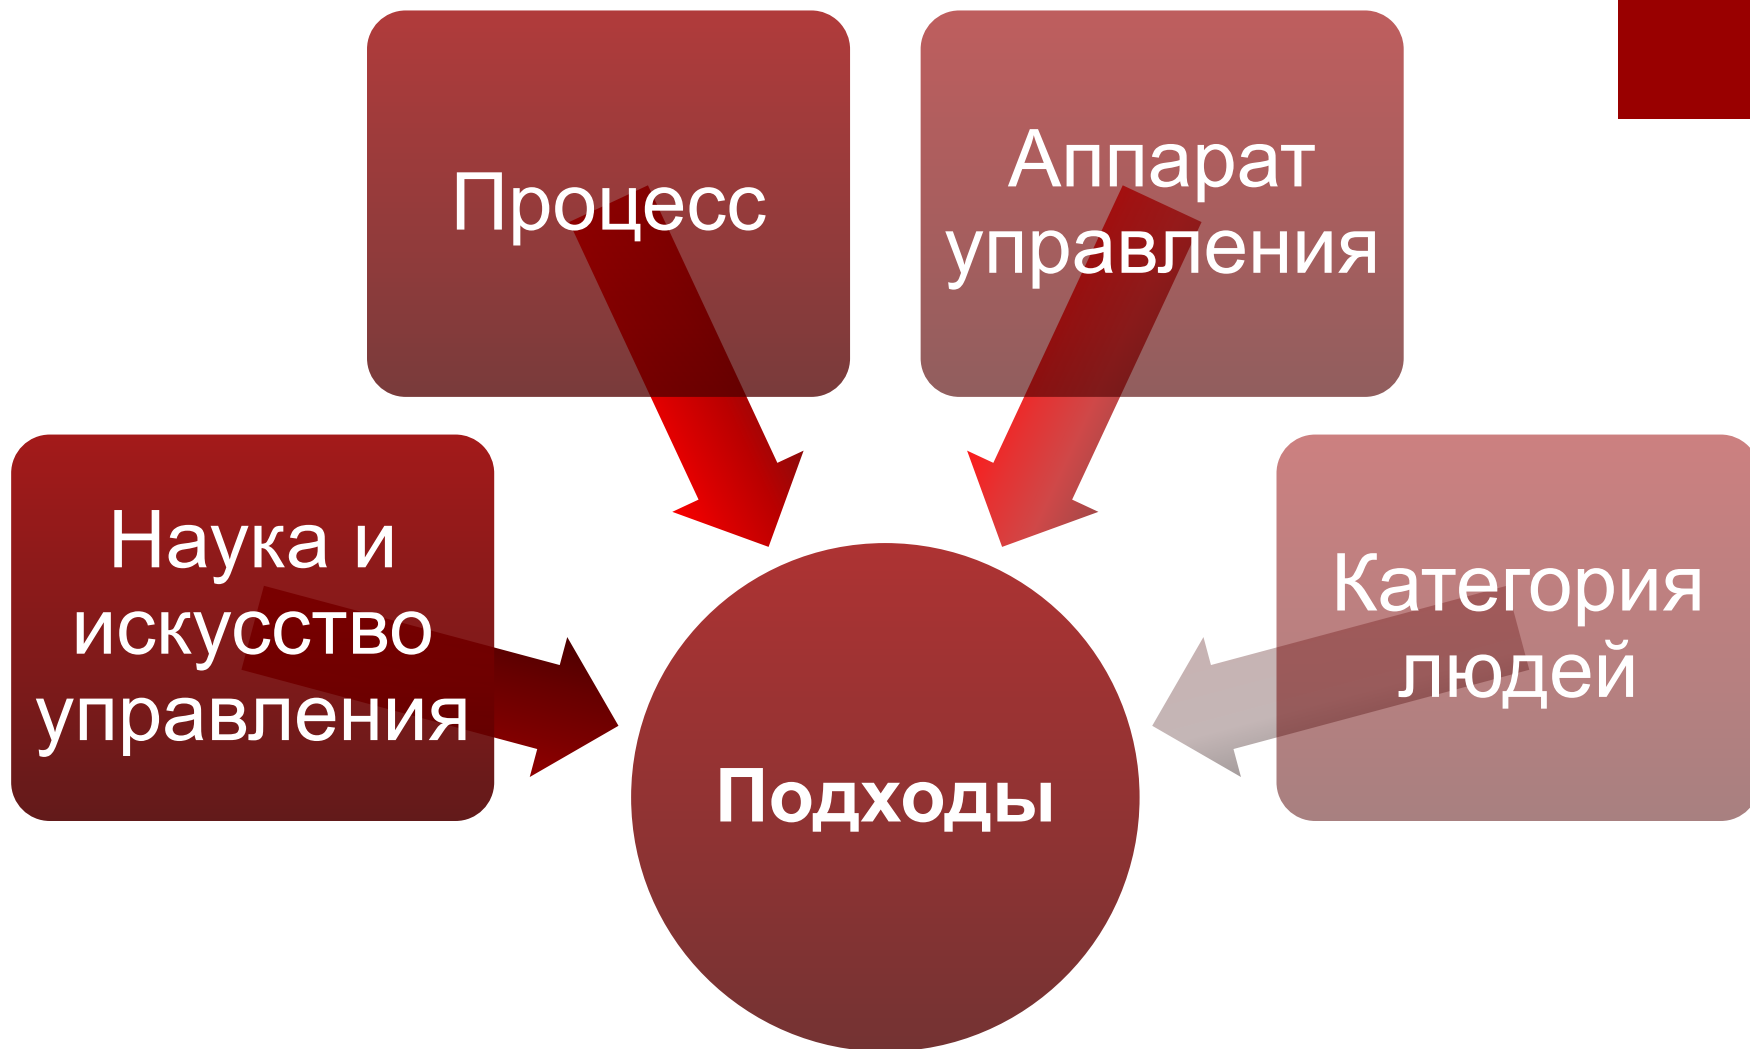 Процесс
Аппарат
управления
Наука и
искусство
управления
Категория
людей
Подходы